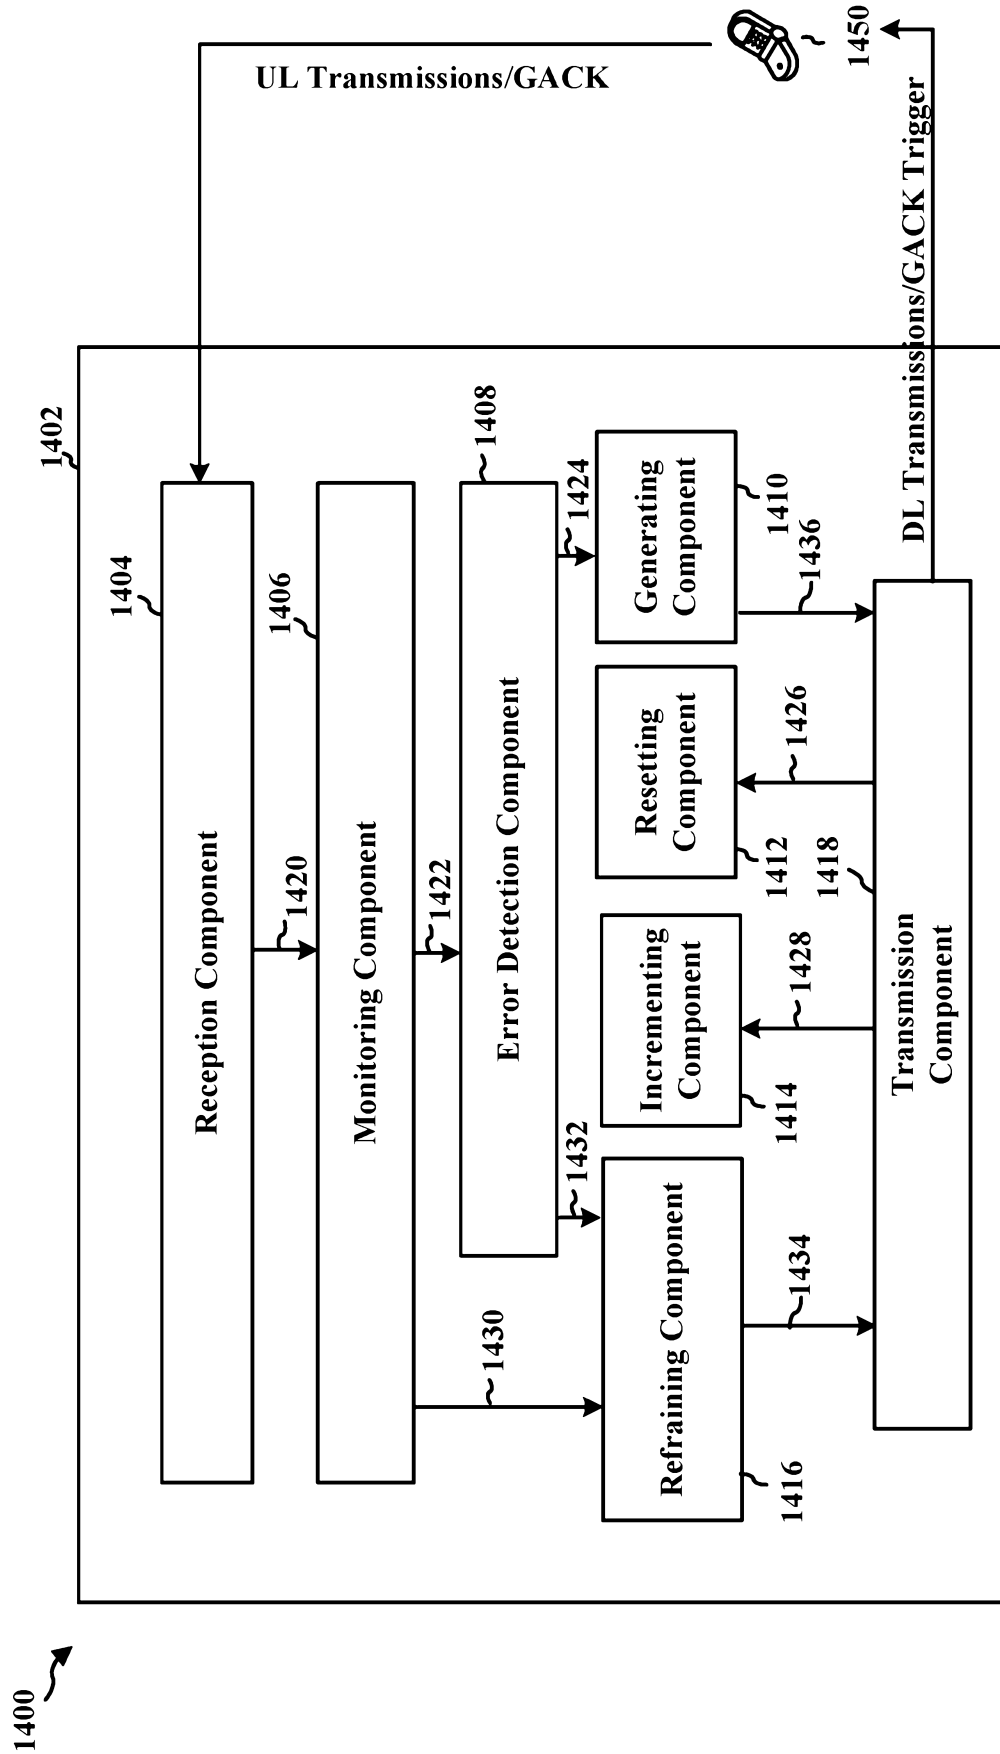 1400
1402
1404
Reception Component
1420
1406
Monitoring Component
1422
1430
1408
Error Detection Component
1432
1424
Refraining Component
1416
Incrementing
Component
1414
Resetting
Component
1412
Generating
Component
1410
1434
1428
1426
1436
1418
Transmission
Component
UL Transmissions/GACK
1450
DL Transmissions/GACK Trigger